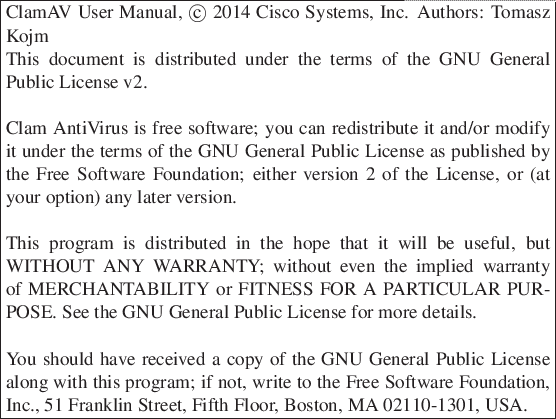 ClamAV User Manual, © 2014 Cisco Systems, Inc. Authors: Tomasz
Kojm
This document is distributed under the terms of the GNU General
Public License v2.
Clam AntiVirus is free software; you can redistribute it and/or modify
it under the terms of the GNU General Public License as published by
the Free Software Foundation; either version 2 of the License, or (at
your option) any later version.
This program is distributed in the hope that it will be useful, but
WITHOUT ANY WARRANTY; without even the implied warranty
of MERCHANTABILITY or FITNESS FOR A PARTICULAR PUR-
POSE. See the GNU General Public License for more details.
You should have received a copy of the GNU General Public License
along with this program; if not, write to the Free Software Foundation,
Inc., 51 Franklin Street, Fifth Floor, Boston, MA 02110-1301, USA.